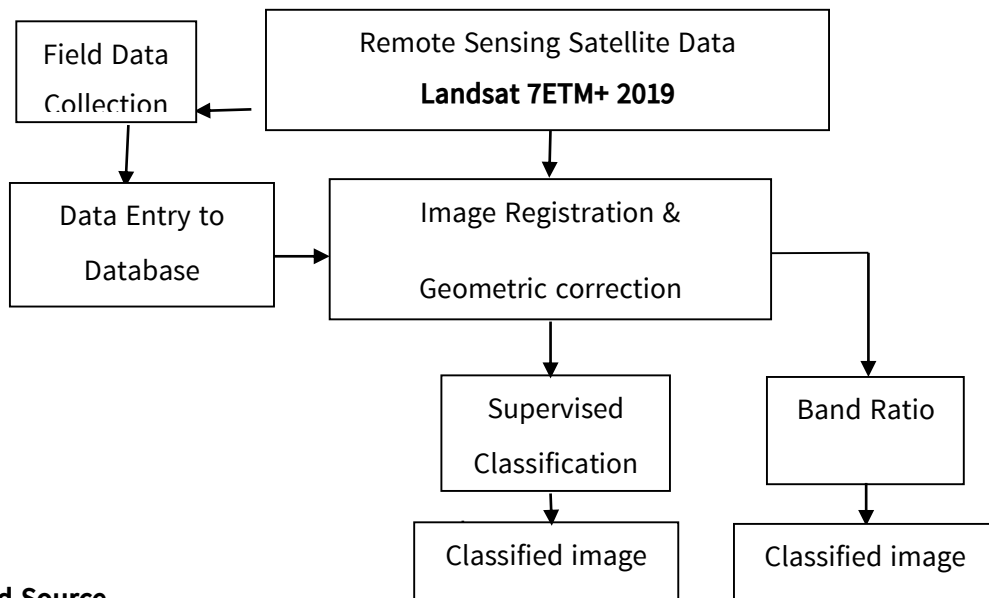 Field Data
Collection
Remote Sensing Satellite Data
Landsat 7ETM+ 2019
Data Entry to
Database
Image Registration &
Geometric correction
Supervised
Classification
Band Ratio
Classified image
Classified image
Source